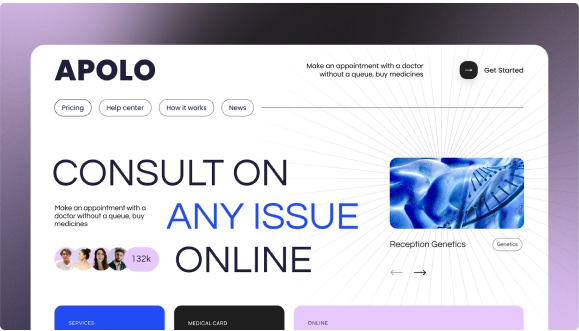 APOLO
Make an appointment with a doctor
without a queue, buy medicines
Get Started
Pricing
Help center
How it works
News
CONSULT ON
ANY ISSUE
ONLINE
Make an appointment with a
doctor without a queue, buy
medicines
132k
Reception Genetics
Genetics
SERVICES
MEDICAL CARD
ONLINE